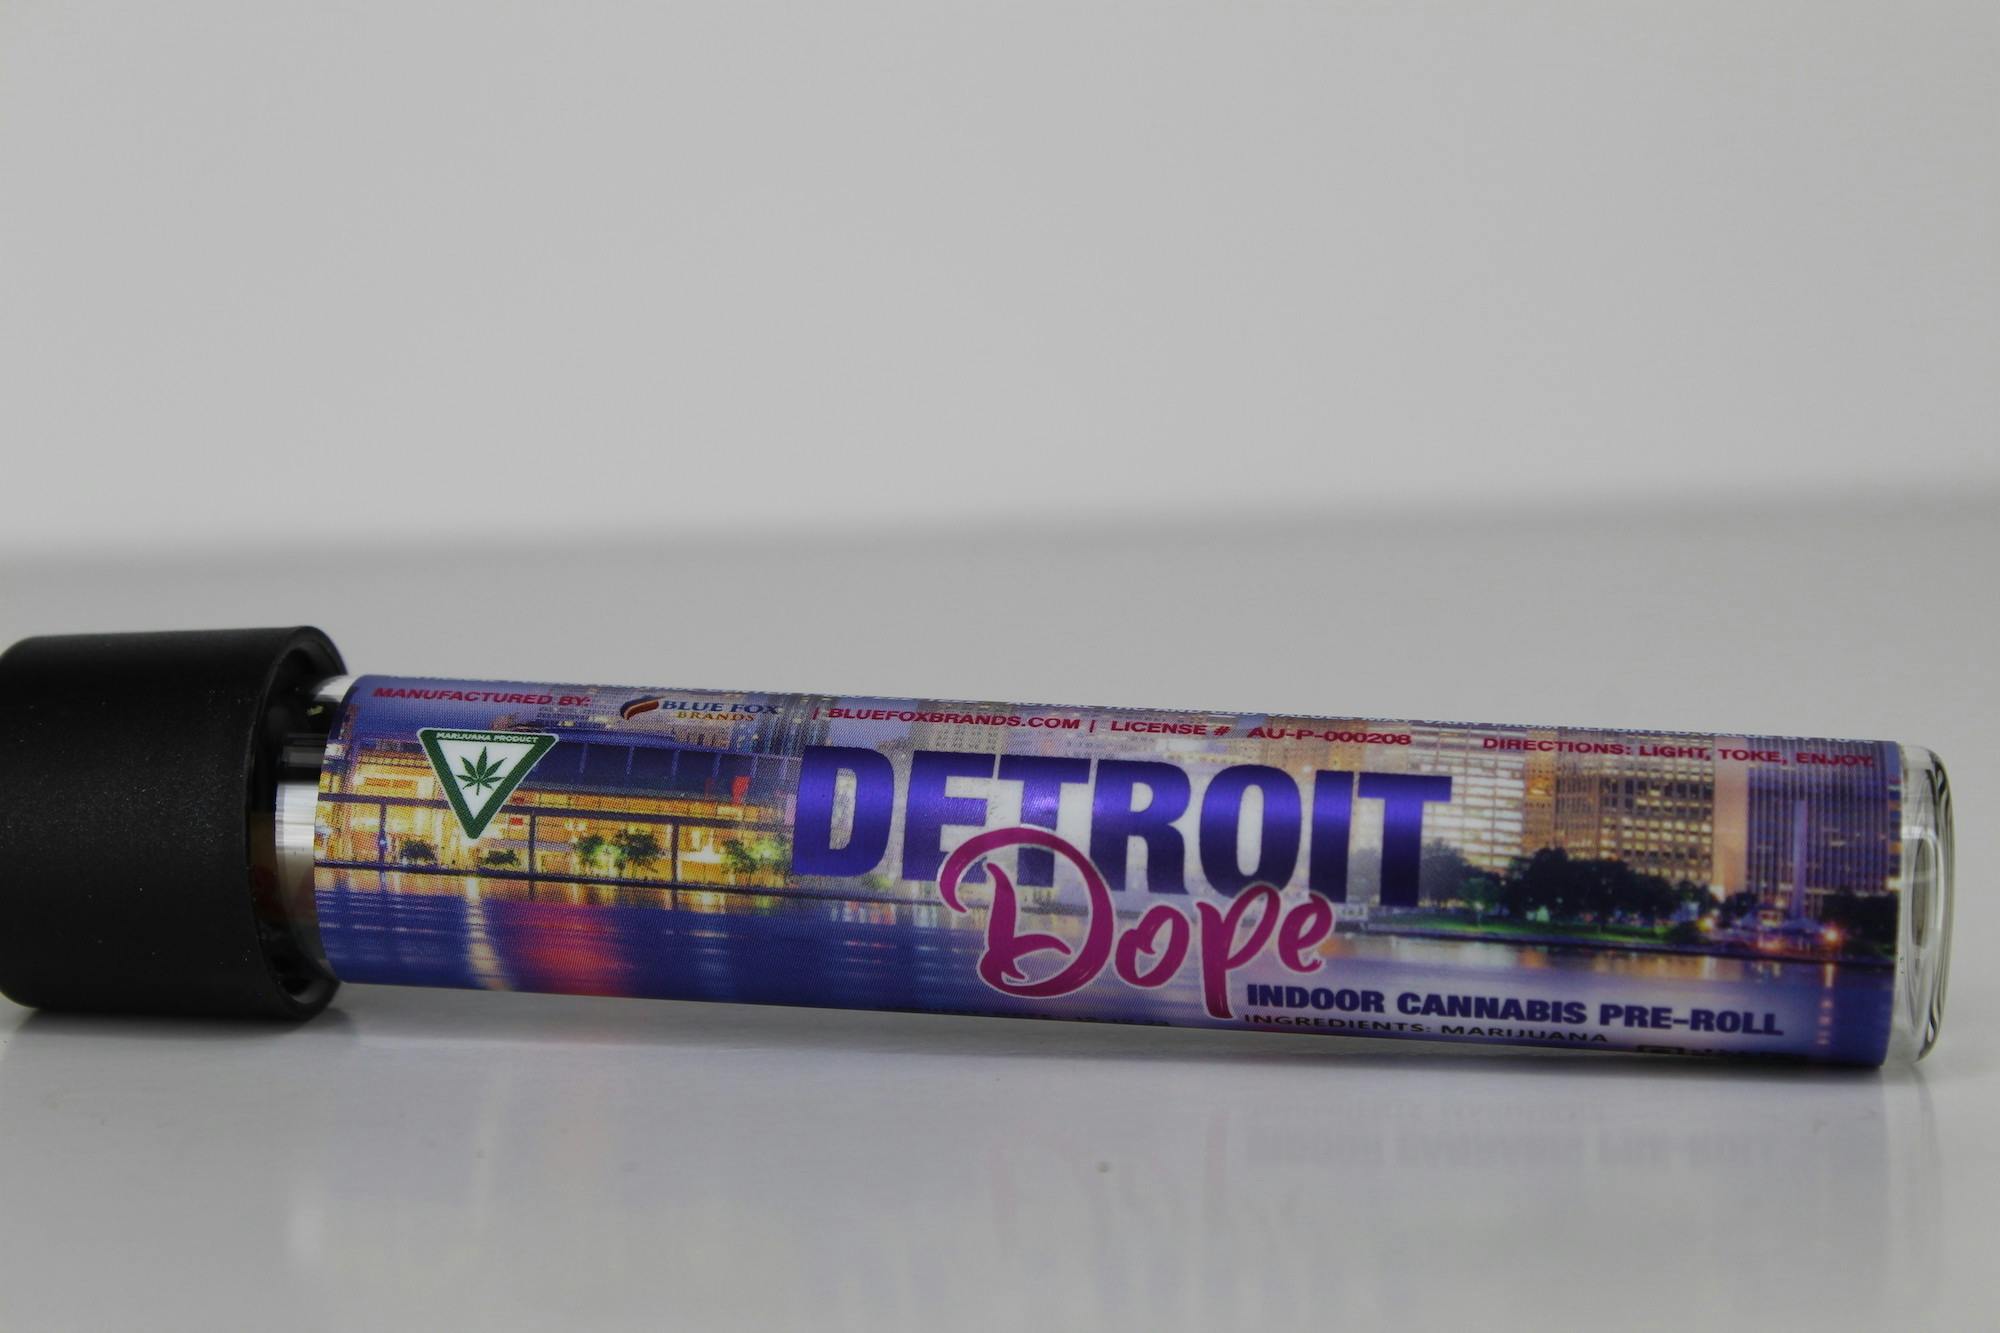 MANUFACTURED BY: BLUE FOX BRANDS | BLUEFOXBRANDS.COM | LICENSE # AU-P-000208 DIRECTIONS: LIGHT, TOKE, ENJOY.
MARIJUANA PRODUCT
DETROIT
Dope
INDOOR CANNABIS PRE-ROLL
INGREDIENTS: MARIJUANA